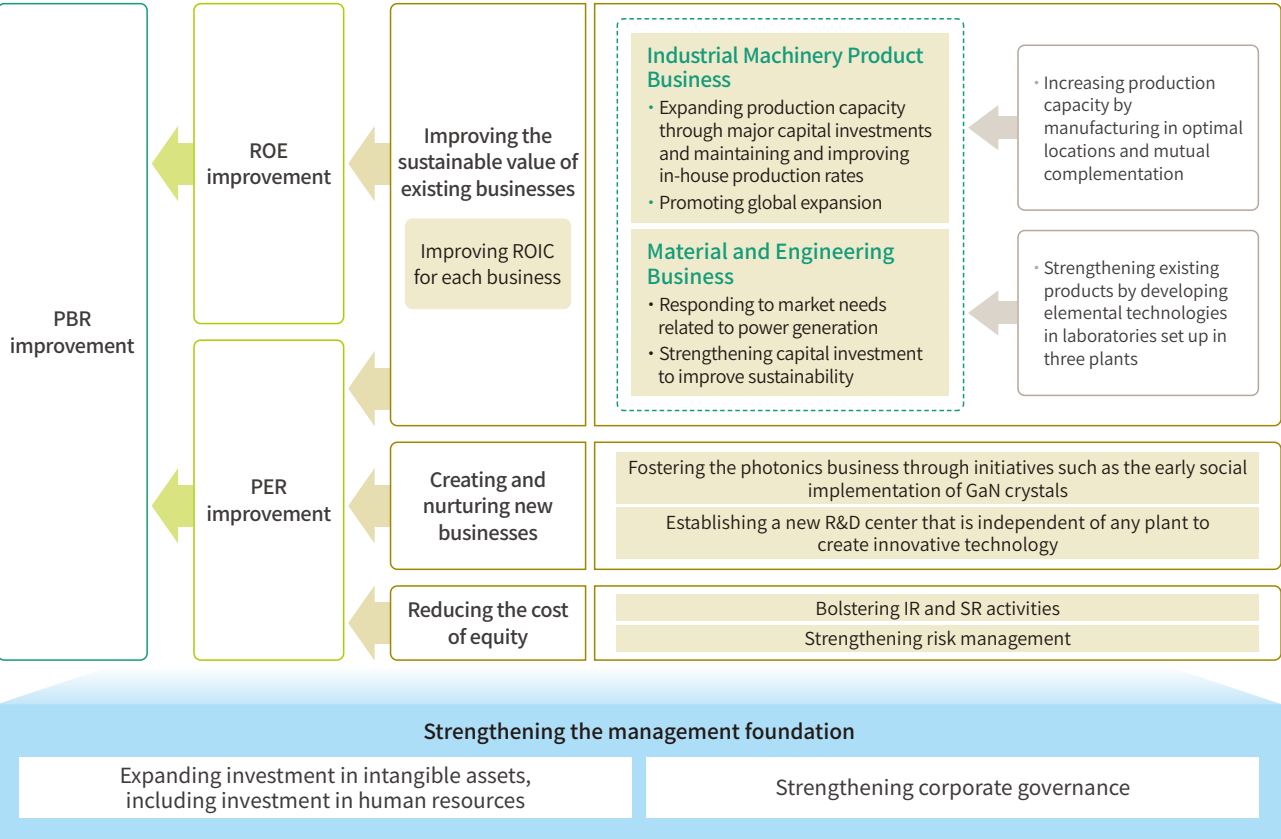 PBR
improvement
ROE
improvement
PER
improvement
Improving the
sustainable value of
existing businesses
Improving ROIC
for each business
Industrial Machinery Product
Business
・Expanding production capacity
through major capital investments
and maintaining and improving
in-house production rates
・Promoting global expansion
Material and Engineering
Business
・Responding to market needs
related to power generation
・Strengthening capital investment
to improve sustainability
・Increasing production
capacity by
manufacturing in optimal
locations and mutual
complementation
・Strengthening existing
products by developing
elemental technologies
in laboratories set up in
three plants
Creating and
nurturing new
businesses
Fostering the photonics business through initiatives such as the early social
implementation of GaN crystals
Establishing a new R&D center that is independent of any plant to
create innovative technology
Reducing the cost
of equity
Bolstering IR and SR activities
Strengthening risk management
Strengthening the management foundation
Expanding investment in intangible assets,
including investment in human resources
Strengthening corporate governance